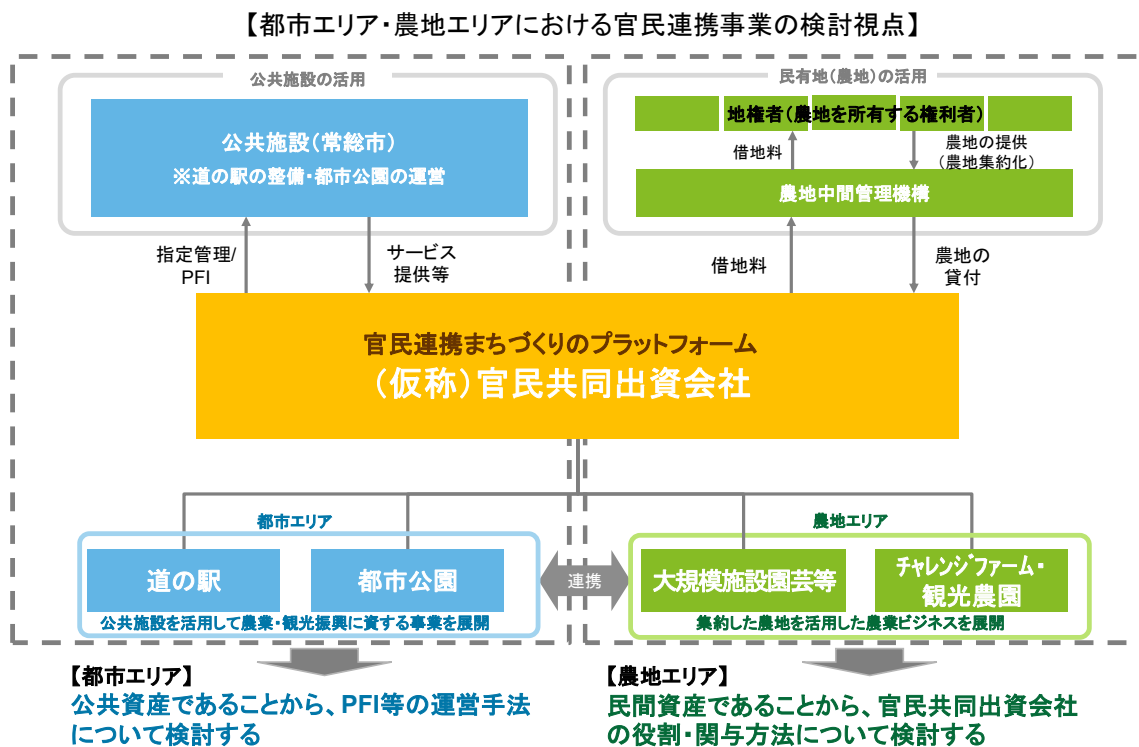 【都市エリア・農地エリアにおける官民連携事業の検討視点】
公共施設の活用
公共施設（常総市）
※道の駅の整備・都市公園の運営
指定管理/
PFI
サービス
提供等
民有地（農地）の活用
地権者（農地を所有する権利者）
借地料
農地の提供
（農地集約化）
農地中間管理機構
借地料
農地の
貸付
官民連携まちづくりのプラットフォーム
（仮称）官民共同出資会社
都市エリア
道の駅
都市公園
公共施設を活用して農業・観光振興に資する事業を展開
連携
農地エリア
大規模施設園芸等
チャレンジファーム・
観光農園
集約した農地を活用した農業ビジネスを展開
【都市エリア】
公共資産であることから、PFI等の運営手法
について検討する
【農地エリア】
民間資産であることから、官民共同出資会社
の役割・関与方法について検討する